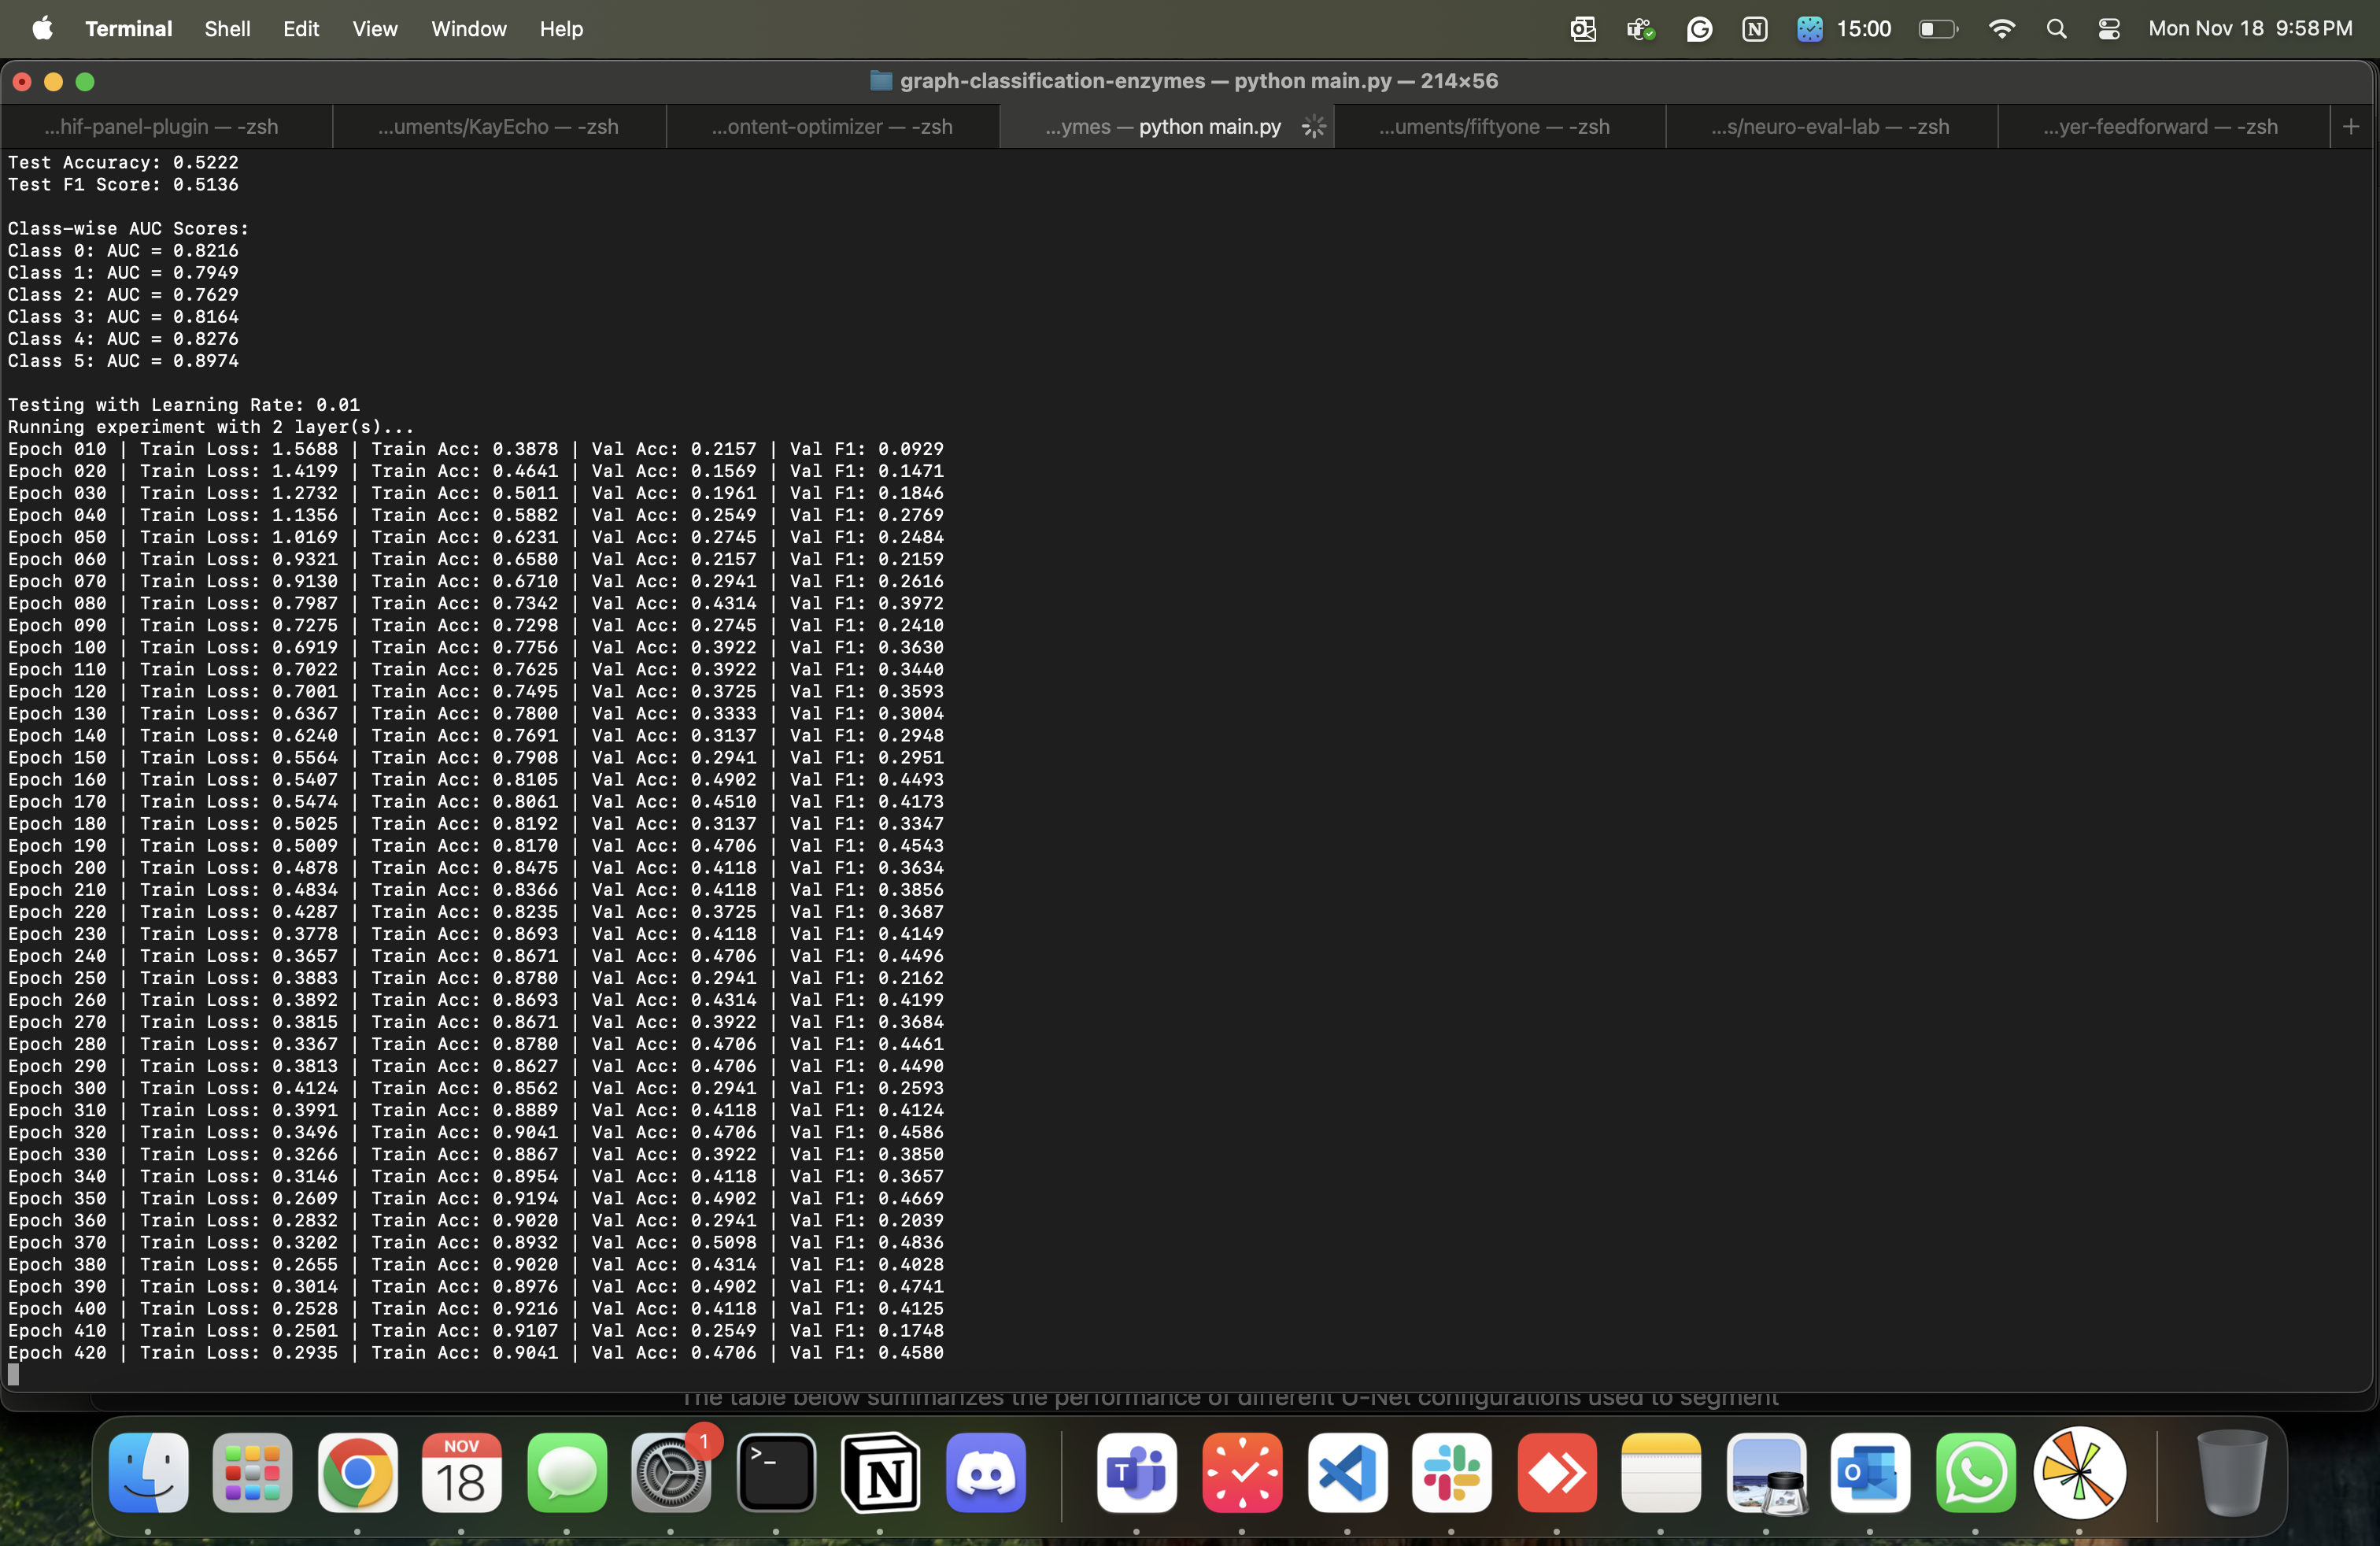 Terminal Shell Edit View Window Help 15:00 Mon Nov 18 9:58 PM
graph-classification-enzymes — python main.py — 214×56
...hif-panel-plugin — -zsh ...uments/KayEcho — -zsh ...ontent-optimizer — -zsh ...ymes — python main.py ...uments/fiftyone — -zsh ...s/neuro-eval-lab — -zsh ...yer-feedforward — -zsh +
Test Accuracy: 0.5222
Test F1 Score: 0.5136
Class-wise AUC Scores:
Class 0: AUC = 0.8216
Class 1: AUC = 0.7949
Class 2: AUC = 0.7629
Class 3: AUC = 0.8164
Class 4: AUC = 0.8276
Class 5: AUC = 0.8974
Testing with Learning Rate: 0.01
Running experiment with 2 layer(s)...
Epoch 010 | Train Loss: 1.5688 | Train Acc: 0.3878 | Val Acc: 0.2157 | Val F1: 0.0929
Epoch 020 | Train Loss: 1.4199 | Train Acc: 0.4641 | Val Acc: 0.1569 | Val F1: 0.1471
Epoch 030 | Train Loss: 1.2732 | Train Acc: 0.5011 | Val Acc: 0.1961 | Val F1: 0.1846
Epoch 040 | Train Loss: 1.1356 | Train Acc: 0.5882 | Val Acc: 0.2549 | Val F1: 0.2769
Epoch 050 | Train Loss: 1.0169 | Train Acc: 0.6231 | Val Acc: 0.2745 | Val F1: 0.2484
Epoch 060 | Train Loss: 0.9321 | Train Acc: 0.6580 | Val Acc: 0.2157 | Val F1: 0.2159
Epoch 070 | Train Loss: 0.9130 | Train Acc: 0.6710 | Val Acc: 0.2941 | Val F1: 0.2616
Epoch 080 | Train Loss: 0.7987 | Train Acc: 0.7342 | Val Acc: 0.4314 | Val F1: 0.3972
Epoch 090 | Train Loss: 0.7275 | Train Acc: 0.7298 | Val Acc: 0.2745 | Val F1: 0.2410
Epoch 100 | Train Loss: 0.6919 | Train Acc: 0.7756 | Val Acc: 0.3922 | Val F1: 0.3630
Epoch 110 | Train Loss: 0.7022 | Train Acc: 0.7625 | Val Acc: 0.3922 | Val F1: 0.3440
Epoch 120 | Train Loss: 0.7001 | Train Acc: 0.7495 | Val Acc: 0.3725 | Val F1: 0.3593
Epoch 130 | Train Loss: 0.6367 | Train Acc: 0.7800 | Val Acc: 0.3333 | Val F1: 0.3004
Epoch 140 | Train Loss: 0.6240 | Train Acc: 0.7691 | Val Acc: 0.3137 | Val F1: 0.2948
Epoch 150 | Train Loss: 0.5564 | Train Acc: 0.7908 | Val Acc: 0.2941 | Val F1: 0.2951
Epoch 160 | Train Loss: 0.5407 | Train Acc: 0.8105 | Val Acc: 0.4902 | Val F1: 0.4493
Epoch 170 | Train Loss: 0.5474 | Train Acc: 0.8061 | Val Acc: 0.4510 | Val F1: 0.4173
Epoch 180 | Train Loss: 0.5025 | Train Acc: 0.8192 | Val Acc: 0.3137 | Val F1: 0.3347
Epoch 190 | Train Loss: 0.5009 | Train Acc: 0.8170 | Val Acc: 0.4706 | Val F1: 0.4543
Epoch 200 | Train Loss: 0.4878 | Train Acc: 0.8475 | Val Acc: 0.4118 | Val F1: 0.3634
Epoch 210 | Train Loss: 0.4834 | Train Acc: 0.8366 | Val Acc: 0.4118 | Val F1: 0.3856
Epoch 220 | Train Loss: 0.4287 | Train Acc: 0.8235 | Val Acc: 0.3725 | Val F1: 0.3687
Epoch 230 | Train Loss: 0.3778 | Train Acc: 0.8693 | Val Acc: 0.4118 | Val F1: 0.4149
Epoch 240 | Train Loss: 0.3657 | Train Acc: 0.8671 | Val Acc: 0.4706 | Val F1: 0.4496
Epoch 250 | Train Loss: 0.3883 | Train Acc: 0.8780 | Val Acc: 0.2941 | Val F1: 0.2162
Epoch 260 | Train Loss: 0.3892 | Train Acc: 0.8693 | Val Acc: 0.4314 | Val F1: 0.4199
Epoch 270 | Train Loss: 0.3815 | Train Acc: 0.8671 | Val Acc: 0.3922 | Val F1: 0.3684
Epoch 280 | Train Loss: 0.3367 | Train Acc: 0.8780 | Val Acc: 0.4706 | Val F1: 0.4461
Epoch 290 | Train Loss: 0.3813 | Train Acc: 0.8627 | Val Acc: 0.4706 | Val F1: 0.4490
Epoch 300 | Train Loss: 0.4124 | Train Acc: 0.8562 | Val Acc: 0.2941 | Val F1: 0.2593
Epoch 310 | Train Loss: 0.3991 | Train Acc: 0.8889 | Val Acc: 0.4118 | Val F1: 0.4124
Epoch 320 | Train Loss: 0.3496 | Train Acc: 0.9041 | Val Acc: 0.4706 | Val F1: 0.4586
Epoch 330 | Train Loss: 0.3266 | Train Acc: 0.8867 | Val Acc: 0.3922 | Val F1: 0.3850
Epoch 340 | Train Loss: 0.3146 | Train Acc: 0.8954 | Val Acc: 0.4118 | Val F1: 0.3657
Epoch 350 | Train Loss: 0.2609 | Train Acc: 0.9194 | Val Acc: 0.4902 | Val F1: 0.4669
Epoch 360 | Train Loss: 0.2832 | Train Acc: 0.9020 | Val Acc: 0.2941 | Val F1: 0.2039
Epoch 370 | Train Loss: 0.3202 | Train Acc: 0.8932 | Val Acc: 0.5098 | Val F1: 0.4836
Epoch 380 | Train Loss: 0.2655 | Train Acc: 0.9020 | Val Acc: 0.4314 | Val F1: 0.4028
Epoch 390 | Train Loss: 0.3014 | Train Acc: 0.8976 | Val Acc: 0.4902 | Val F1: 0.4741
Epoch 400 | Train Loss: 0.2528 | Train Acc: 0.9216 | Val Acc: 0.4118 | Val F1: 0.4125
Epoch 410 | Train Loss: 0.2501 | Train Acc: 0.9107 | Val Acc: 0.2549 | Val F1: 0.1748
Epoch 420 | Train Loss: 0.2935 | Train Acc: 0.9041 | Val Acc: 0.4706 | Val F1: 0.4580
The table below summarizes the performance of different U-Net configurations used to segment
NOV
18
1